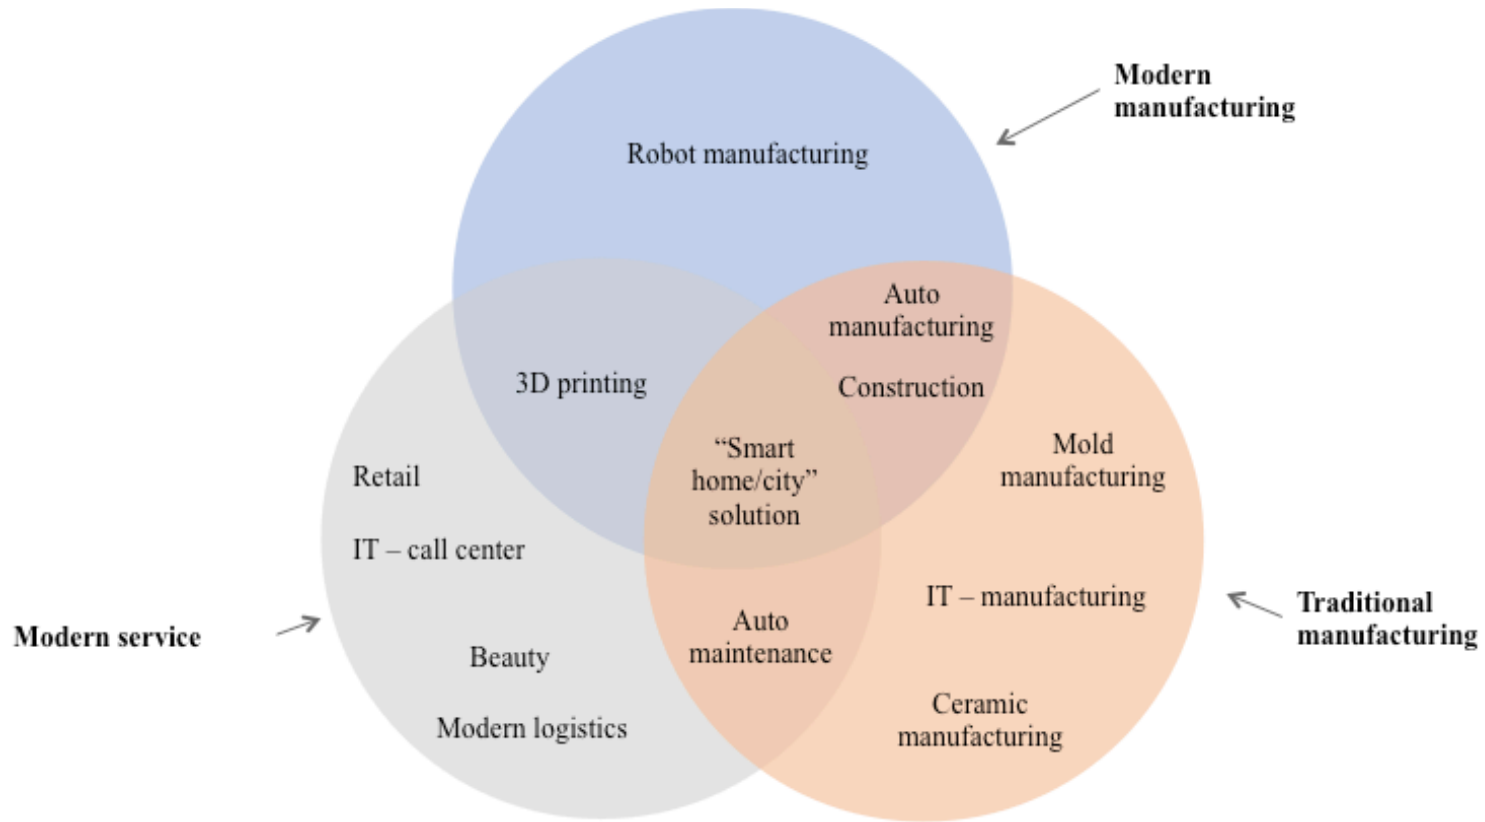 Modern
manufacturing
Robot manufacturing
Auto
manufacturing
3D printing
Construction
“Smart
home/city”
solution
Mold
manufacturing
Retail
IT – call center
IT – manufacturing
Traditional
manufacturing
Modern service
Auto
maintenance
Beauty
Ceramic
manufacturing
Modern logistics